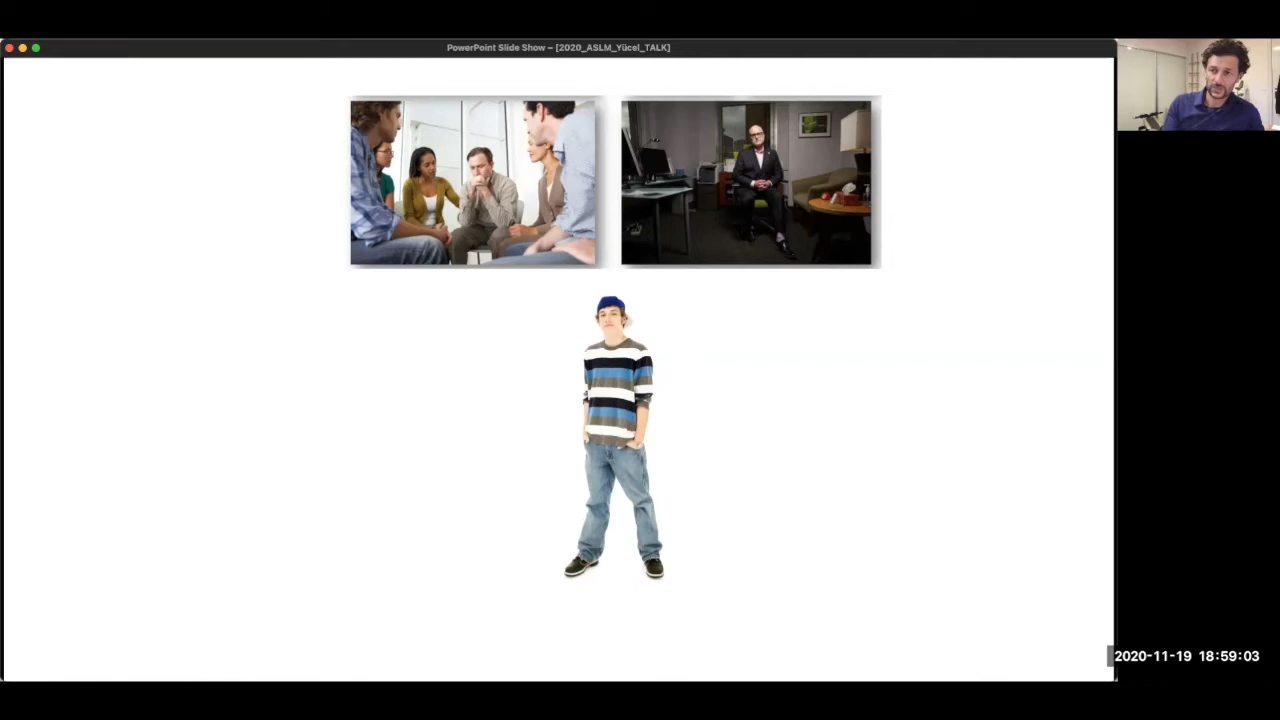 PowerPoint Slide Show – [2020_ASLM_Yücel_TALK]
2020-11-19 18:59:03